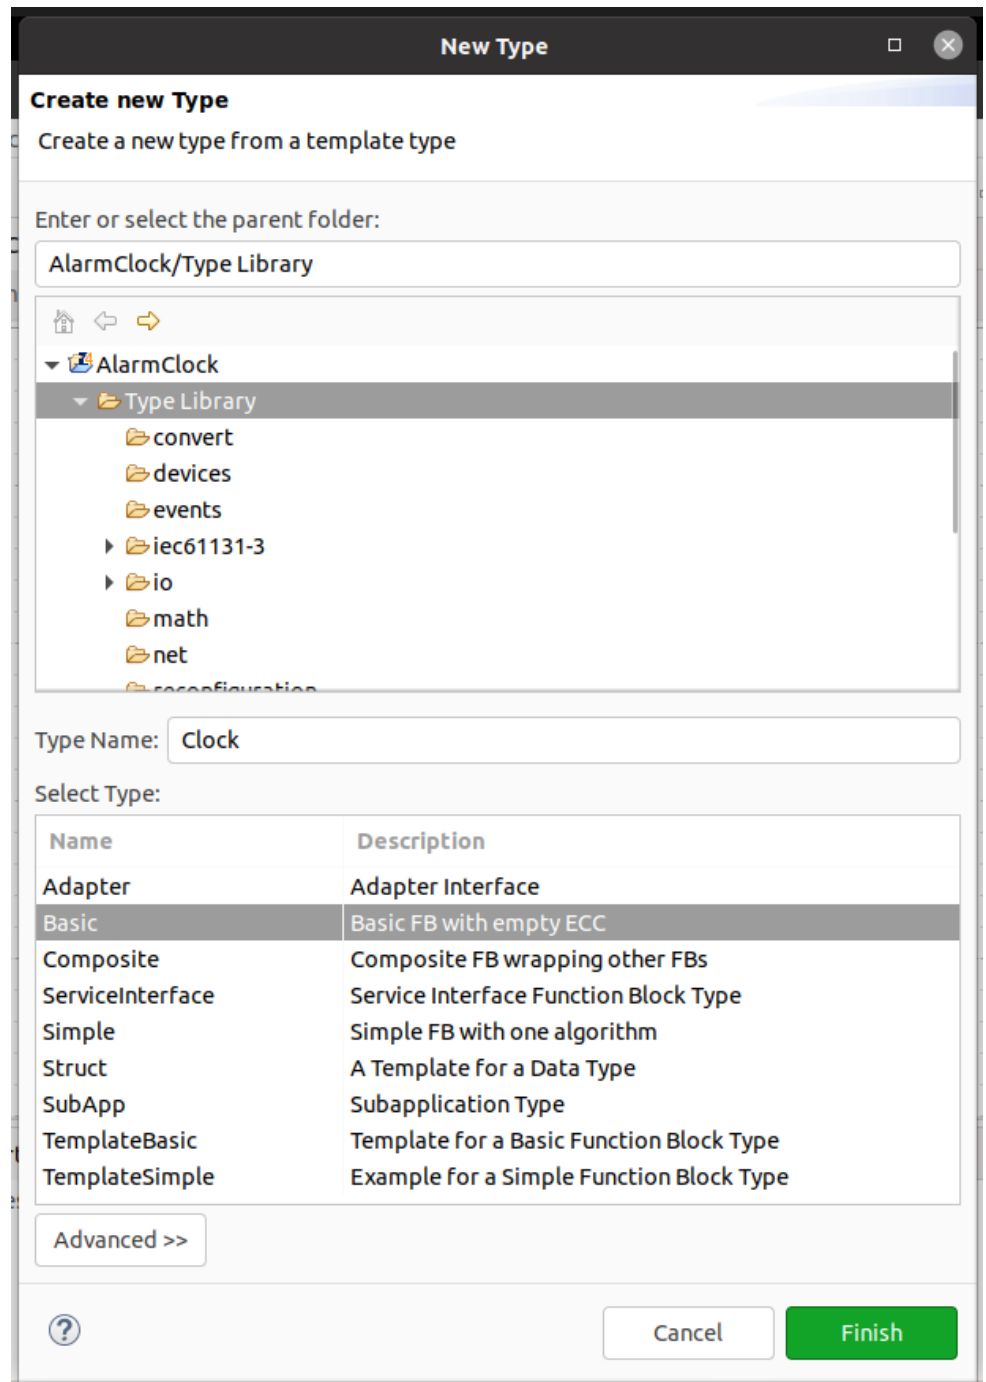 New Type
Create new Type
Create a new type from a template type
Enter or select the parent folder:
AlarmClock/Type Library
AlarmClock
Type Library
convert
devices
events
iec61131-3
io
math
net
reconfiguration
Type Name: Clock
Select Type:
Name Description
Adapter Adapter Interface
Basic Basic FB with empty ECC
Composite Composite FB wrapping other FBs
ServiceInterface Service Interface Function Block Type
Simple Simple FB with one algorithm
Struct A Template for a Data Type
SubApp Subapplication Type
TemplateBasic Template for a Basic Function Block Type
TemplateSimple Example for a Simple Function Block Type
Advanced >>
? Cancel Finish